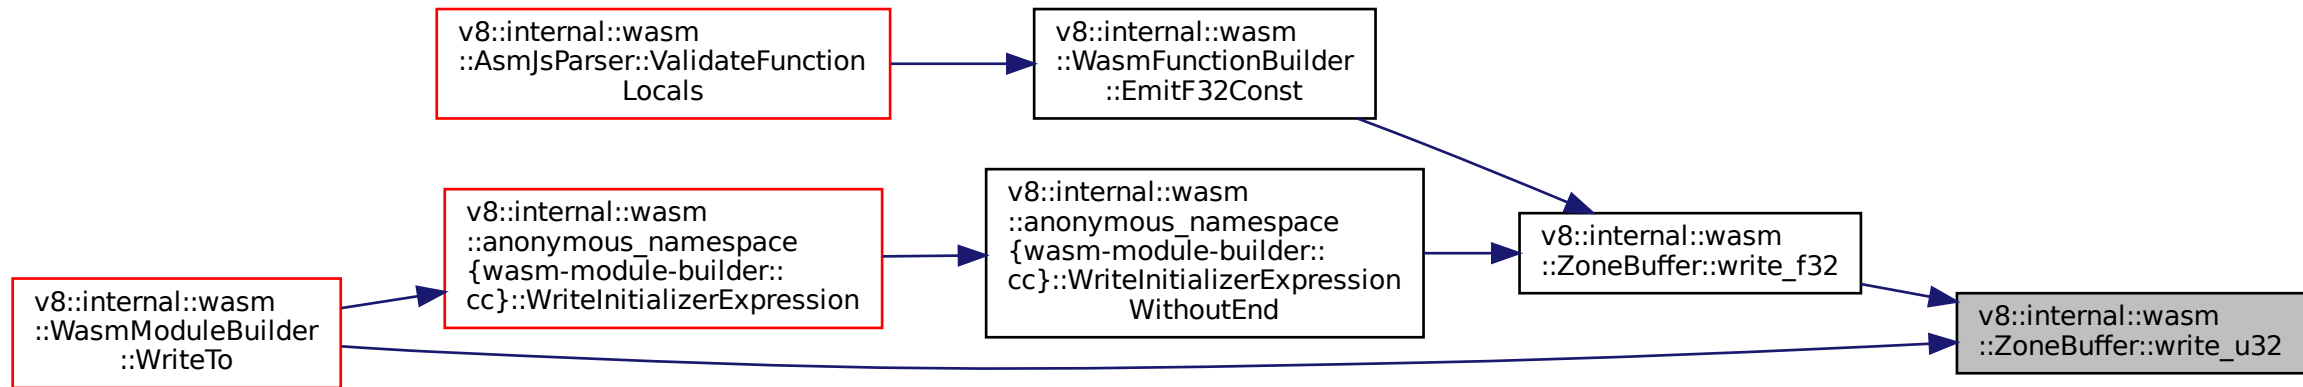 v8::internal::wasm
::AsmJsParser::ValidateFunction
Locals
v8::internal::wasm
::WasmFunctionBuilder
::EmitF32Const
v8::internal::wasm
::WasmModuleBuilder
::WriteTo
v8::internal::wasm
::anonymous_namespace
{wasm-module-builder::
cc}::WriteInitializerExpression
v8::internal::wasm
::anonymous_namespace
{wasm-module-builder::
cc}::WriteInitializerExpression
WithoutEnd
v8::internal::wasm
::ZoneBuffer::write_f32
v8::internal::wasm
::ZoneBuffer::write_u32